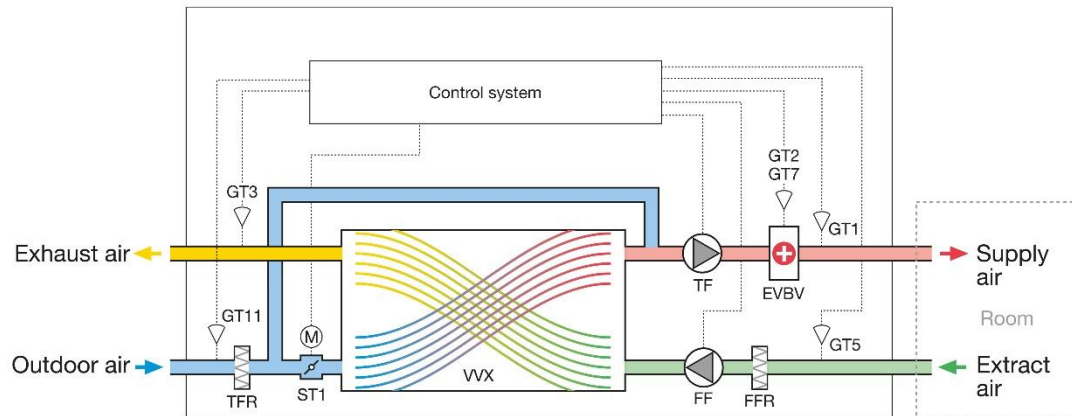 Control system
GT2
GT7
GT3
GT1
Exhaust air
Supply
air
TF
EVBV
Room
GT11
M
GT5
Outdoor air
Extract
air
TFR
ST1
VVX
FF
FFR